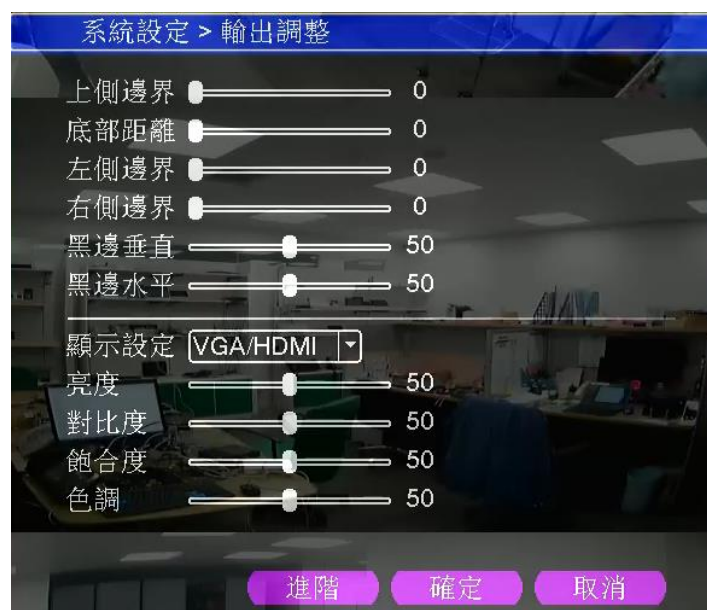 系統設定 > 輸出調整
上側邊界 0
底部距離 0
左側邊界 0
右側邊界 0
黑邊垂直 50
黑邊水平 50
顯示設定 VGA/HDMI
亮度 50
對比度 50
飽合度 50
色調 50
進階 確定 取消